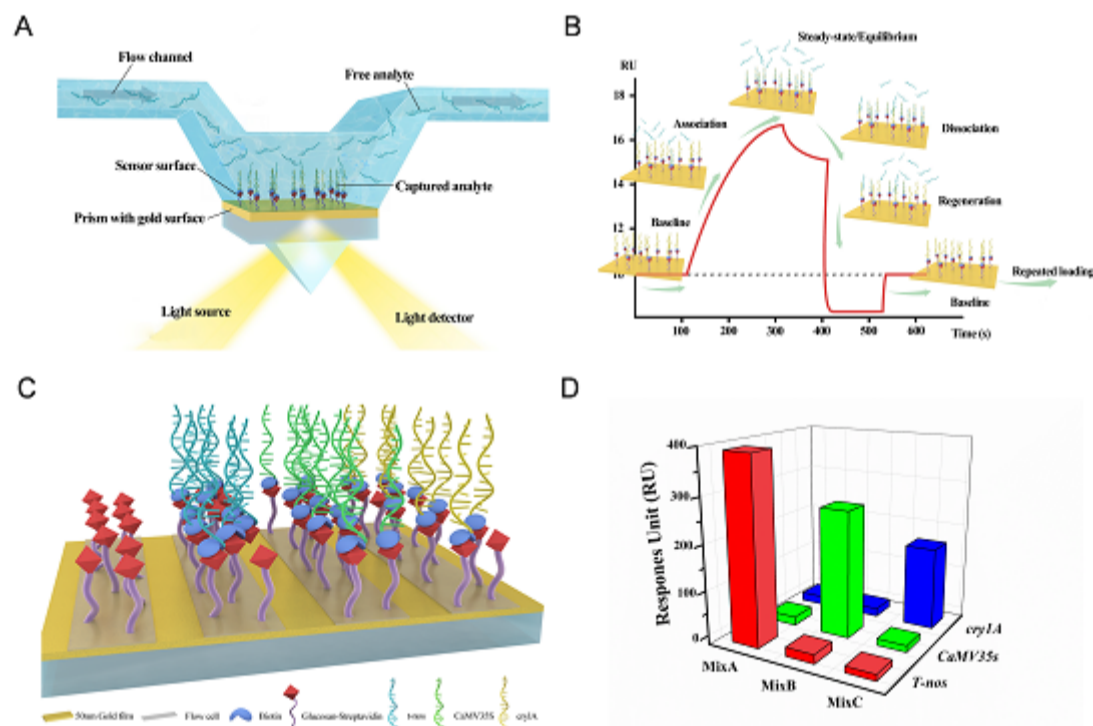 A
Flow channel
Free analyte
Sensor surface
Captured analyte
Prism with gold surface
Light source
Light detector
B
Steady-state/Equilibrium
RU
18
16
14
12
10
Association
Dissociation
Regeneration
Baseline
Repeated loading
Baseline
100
200
300
400
500
600
Time (s)
C
50nm Gold film
Flow cell
Biotin
Glucosan-Streptavidin
t-nos
CaMV35S
cry1A
D
Respones Unit (RU)
400
300
200
100
0
MixA
MixB
MixC
cry1A
CaMV35s
T-nos